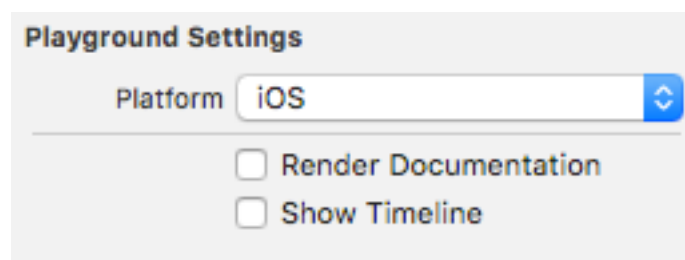 Playground Settings
Platform iOS
Render Documentation
Show Timeline